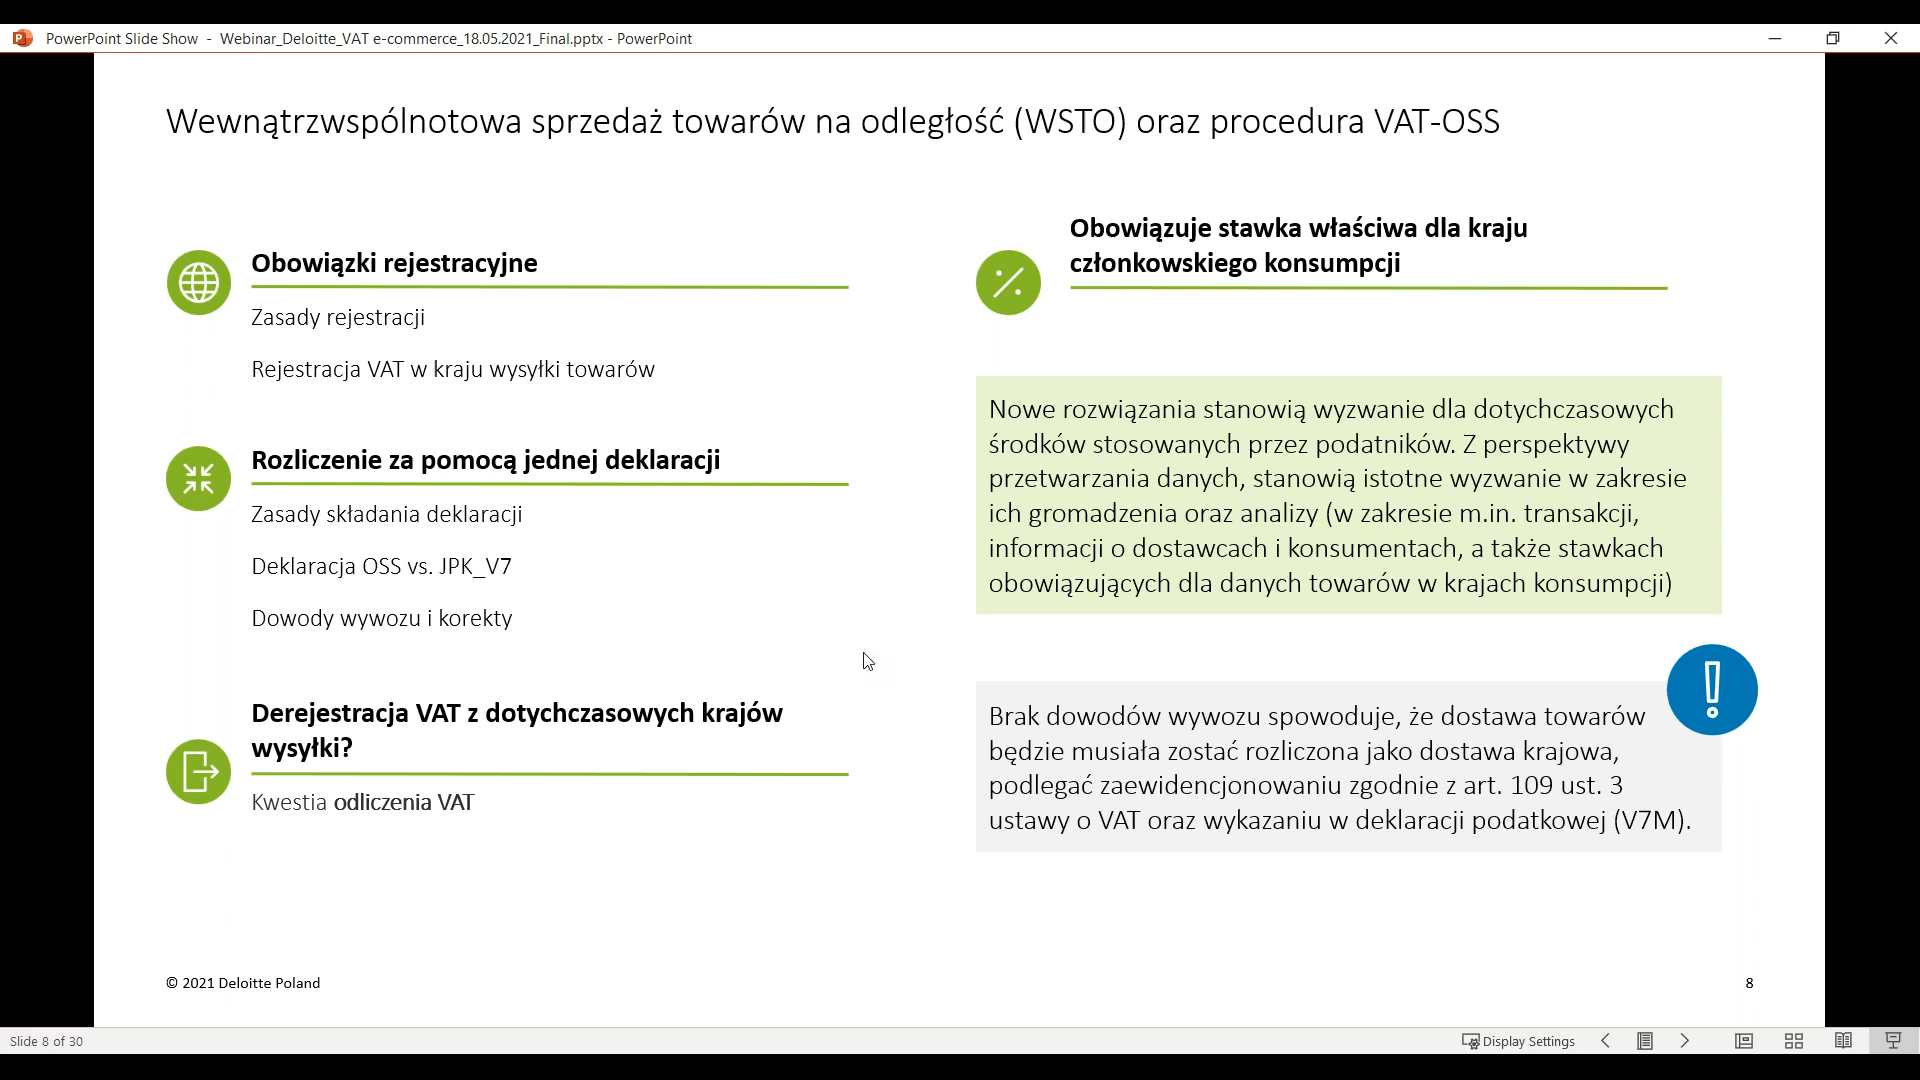 PowerPoint Slide Show - Webinar_Deloitte_VAT e-commerce_18.05.2021_Final.pptx - PowerPoint
Wewnątrzwspólnotowa sprzedaż towarów na odległość (WSTO) oraz procedura VAT-OSS
Obowiązki rejestracyjne
Zasady rejestracji
Rejestracja VAT w kraju wysyłki towarów
Rozliczenie za pomocą jednej deklaracji
Zasady składania deklaracji
Deklaracja OSS vs. JPK_V7
Dowody wywozu i korekty
Derejestracja VAT z dotychczasowych krajów
wysyłki?
Kwestia odliczenia VAT
Obowiązuje stawka właściwa dla kraju
członkowskiego konsumpcji
Nowe rozwiązania stanowią wyzwanie dla dotychczasowych
środków stosowanych przez podatników. Z perspektywy
przetwarzania danych, stanowią istotne wyzwanie w zakresie
ich gromadzenia oraz analizy (w zakresie m.in. transakcji,
informacji o dostawcach i konsumentach, a także stawkach
obowiązujących dla danych towarów w krajach konsumpcji)
Brak dowodów wywozu spowoduje, że dostawa towarów
będzie musiała zostać rozliczona jako dostawa krajowa,
podlegać zaewidencjonowaniu zgodnie z art. 109 ust. 3
ustawy o VAT oraz wykazaniu w deklaracji podatkowej (V7M).
© 2021 Deloitte Poland
8
Slide 8 of 30
Display Settings